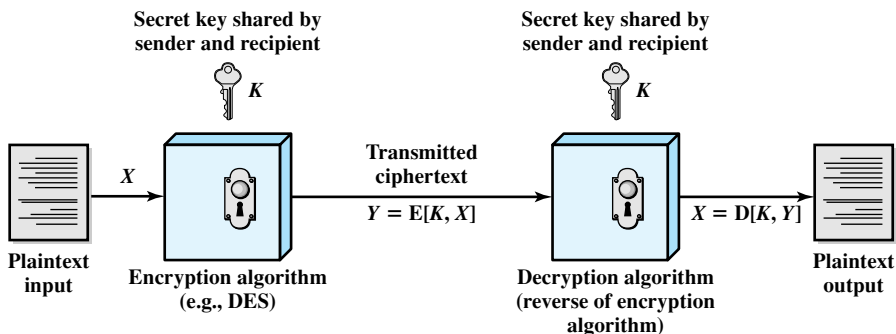 Secret key shared by
sender and recipient
K
Secret key shared by
sender and recipient
K
X
Transmitted
ciphertext
Y = E[K, X]
X = D[K, Y]
Plaintext
input
Encryption algorithm
(e.g., DES)
Decryption algorithm
(reverse of encryption
algorithm)
Plaintext
output